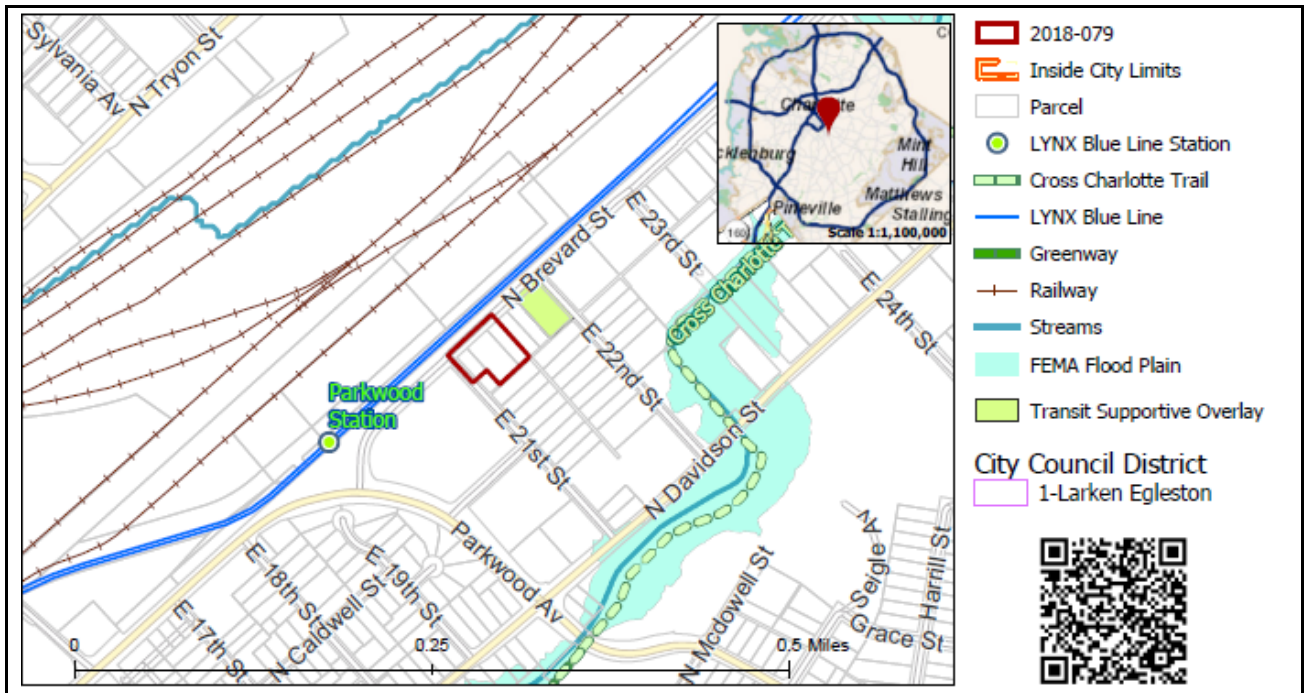 Sylvania Av
N Tryon St
N Brevard St
E 23rd St
Cross Charlotte T
E 24th St
E 22nd St
Parkwood
Station
E 21st St
N Davidson St
Parkwood Av
E 18th St
E 19th St
N Caldwell St
E 17th St
N Mcdowell St
Seigle Av
Harrill St
Grace St
0
0.25
0.5 Miles
Charlotte
cklenburg
Mint
Hill
Matthews
Pineville
Stalling
160
Scale 1:1,100,000
2018-079
Inside City Limits
Parcel
LYNX Blue Line Station
Cross Charlotte Trail
LYNX Blue Line
Greenway
Railway
Streams
FEMA Flood Plain
Transit Supportive Overlay
City Council District
1-Larken Egleston